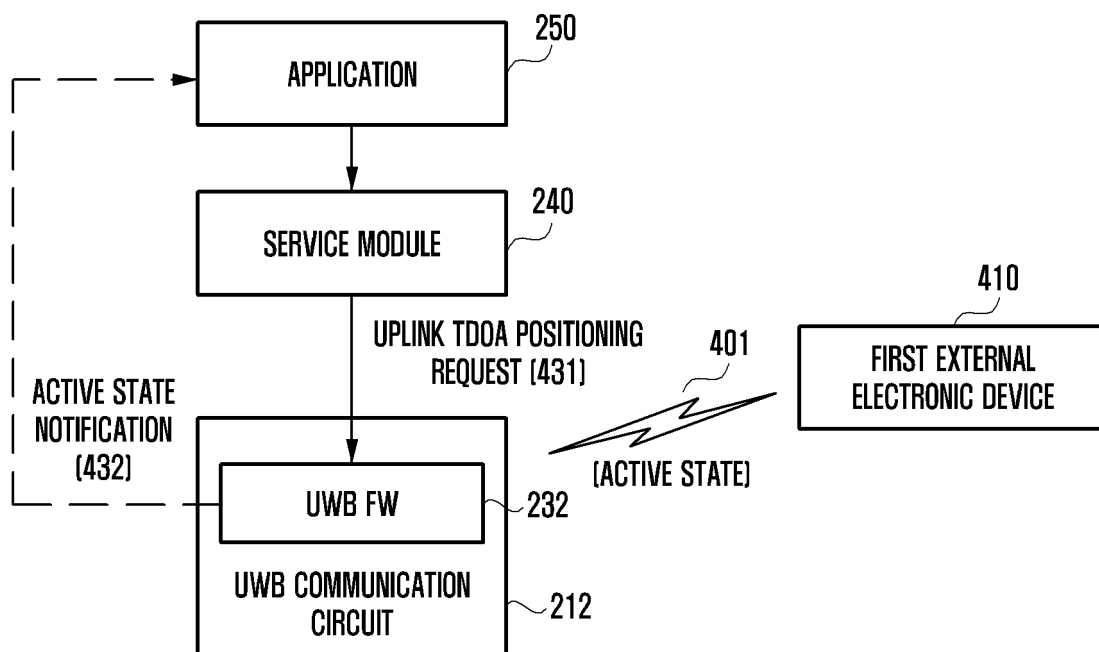 250
APPLICATION
240
SERVICE MODULE
UPLINK TDOA POSITIONING
REQUEST (431)
401
410
FIRST EXTERNAL
ELECTRONIC DEVICE
ACTIVE STATE
NOTIFICATION
(432)
(ACTIVE STATE)
UWB FW
232
UWB COMMUNICATION
CIRCUIT
212